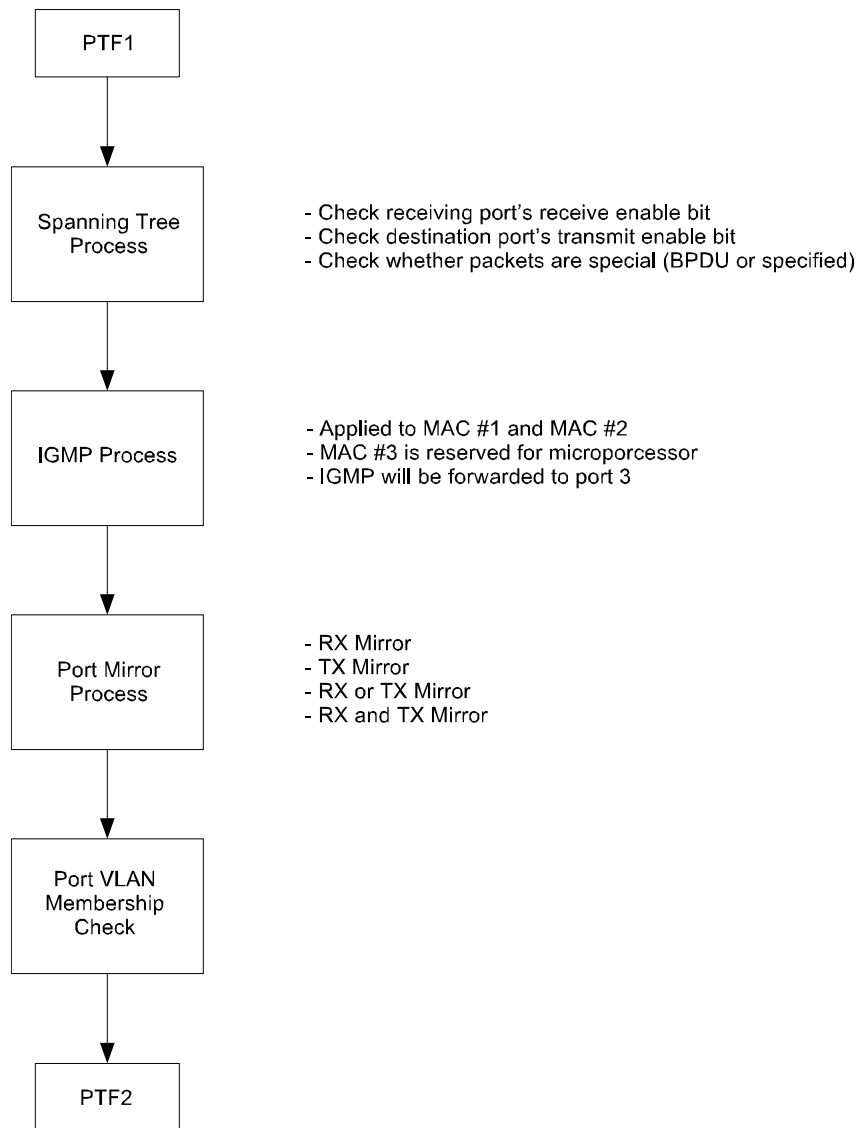 PTF1
Spanning Tree
Process
- Check receiving port's receive enable bit
- Check destination port's transmit enable bit
- Check whether packets are special (BPDU or specified)
IGMP Process
- Applied to MAC #1 and MAC #2
- MAC #3 is reserved for microporcessor
- IGMP will be forwarded to port 3
Port Mirror
Process
- RX Mirror
- TX Mirror
- RX or TX Mirror
- RX and TX Mirror
Port VLAN
Membership
Check
PTF2